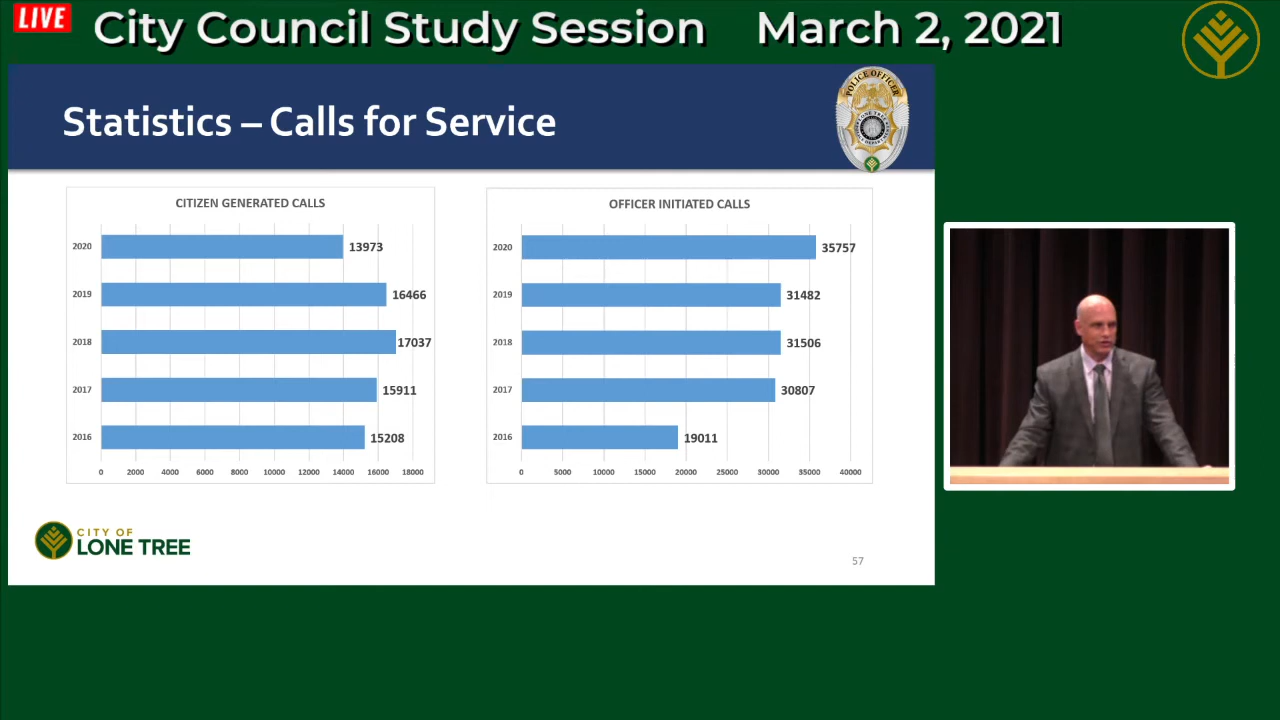 LIVE
City Council Study Session March 2, 2021
Statistics – Calls for Service
POLICE OFFICER
CITIZEN GENERATED CALLS
2020 13973
2019 16466
2018 17037
2017 15911
2016 15208
0 2000 4000 6000 8000 10000 12000 14000 16000 18000
OFFICER INITIATED CALLS
2020 35757
2019 31482
2018 31506
2017 30807
2016 19011
0 5000 10000 15000 20000 25000 30000 35000 40000
CITY OF
LONE TREE
57